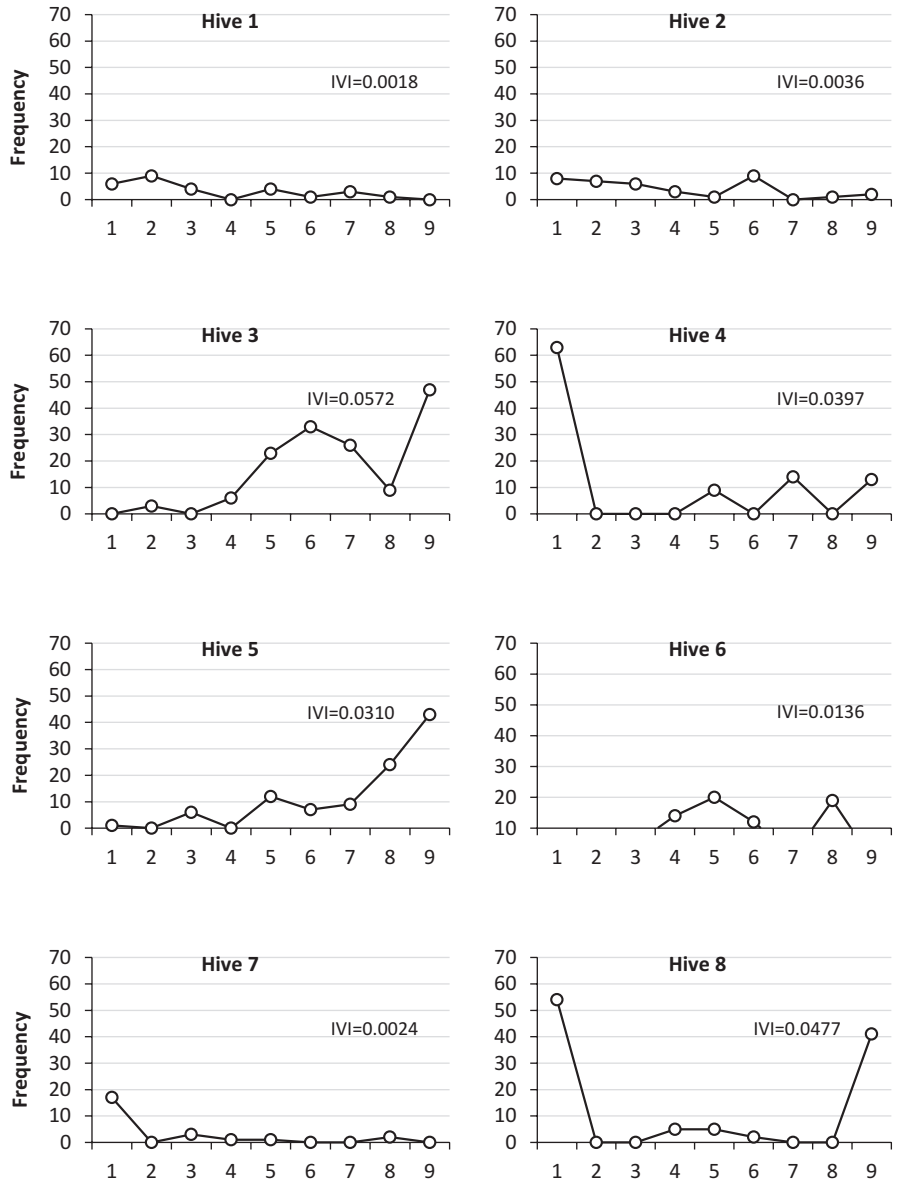 Hive 1
Hive 2
70 70
60 60
50 50
IVI=0.0018 IVI=0.0036
40 40
30 30
20 20
10 10
0 0
Frequency
1 2 3 4 5 6 7 8 9 1 2 3 4 5 6 7 8 9
Hive 3
Hive 4
70 70
60 60
50 50
IVI=0.0572 IVI=0.0397
40 40
30 30
20 20
10 10
0 0
Frequency
1 2 3 4 5 6 7 8 9 1 2 3 4 5 6 7 8 9
Hive 5
Hive 6
70 70
60 60
50 50
IVI=0.0310 IVI=0.0136
40 40
30 30
20 20
10 10
0
Frequency
1 2 3 4 5 6 7 8 9 1 2 3 4 5 6 7 8 9
Hive 7
Hive 8
70 70
60 60
50 50
IVI=0.0024 IVI=0.0477
40 40
30 30
20 20
10 10
0 0
Frequency
1 2 3 4 5 6 7 8 9 1 2 3 4 5 6 7 8 9